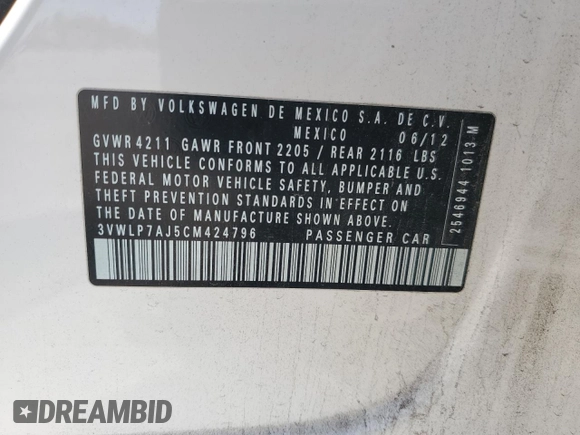 MFD BY VOLKSWAGEN DE MEXICO S.A. DE C.V.
MEXICO 06/12
GVWR 4211 GAWR FRONT 2205 / REAR 2116 LBS
THIS VEHICLE CONFORMS TO ALL APPLICABLE U.S.
FEDERAL MOTOR VEHICLE SAFETY, BUMPER AND
THEFT PREVENTION STANDARDS IN EFFECT ON
THE DATE OF MANUFACTURE SHOWN ABOVE.
3VWLP7AJ5CM424796 PASSENGER CAR
2546944 1013 M
DREAMBID